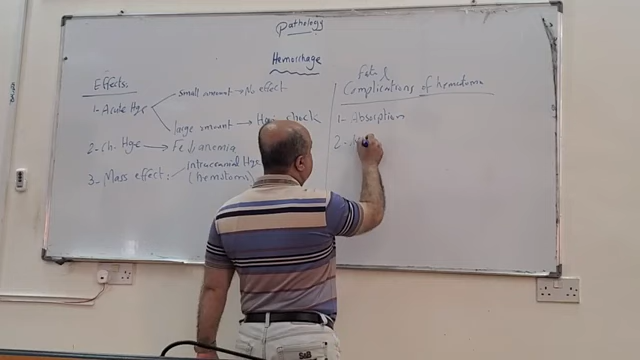 Pathology
Hemorrhage
Effects:
1- Acute Hge
small amount → No effect
large amount → shock
2- ch. Hge → Fe↓ anemia
3- Mass effect: intracranial Hge
(hematoma)
Fate &
Complications of hematoma
1- Absorption
2-